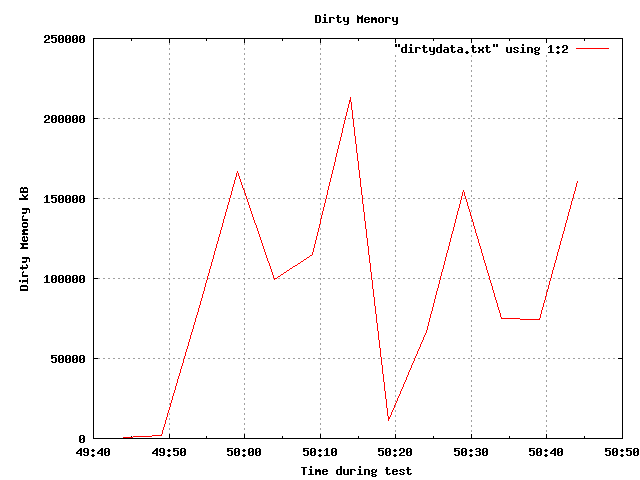 Dirty Memory
250000
"dirtydata.txt" using 1:2
200000
150000
Dirty Memory kB
100000
50000
0
49:40 49:50 50:00 50:10 50:20 50:30 50:40 50:50
Time during test